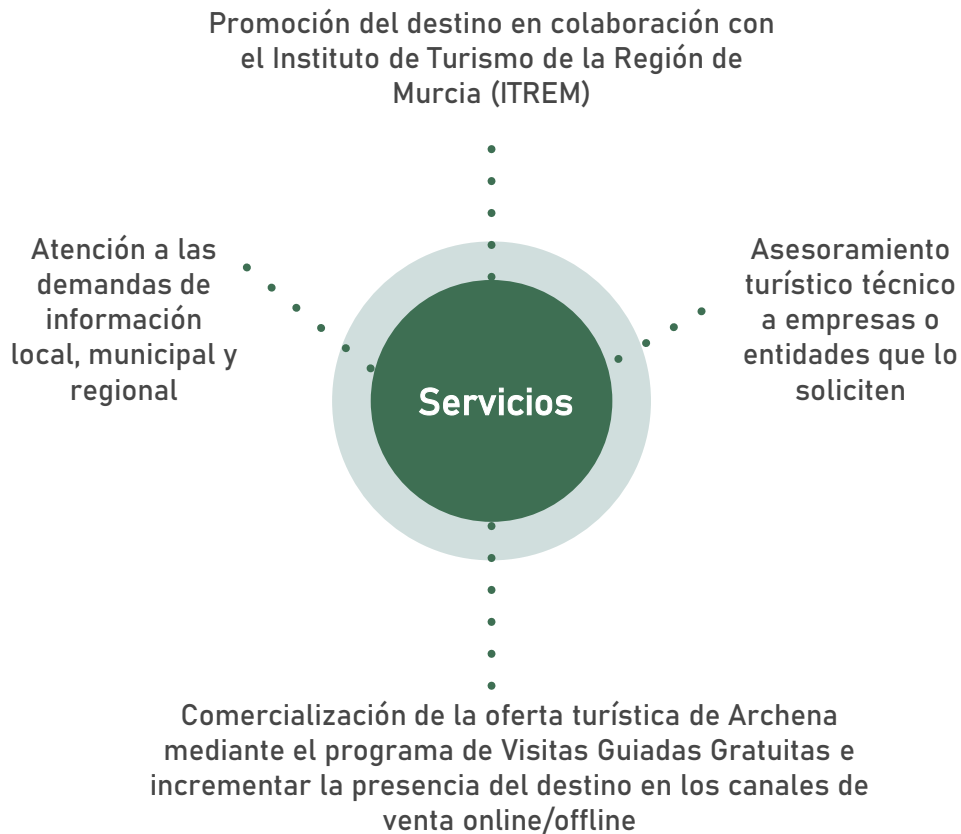 Promoción del destino en colaboración con
el Instituto de Turismo de la Región de
Murcia (ITREM)
Atención a las
demandas de
información
local, municipal y
regional
Servicios
Asesoramiento
turístico técnico
a empresas o
entidades que lo
soliciten
Comercialización de la oferta turística de Archena
mediante el programa de Visitas Guiadas Gratuitas e
incrementar la presencia del destino en los canales de
venta online/offline